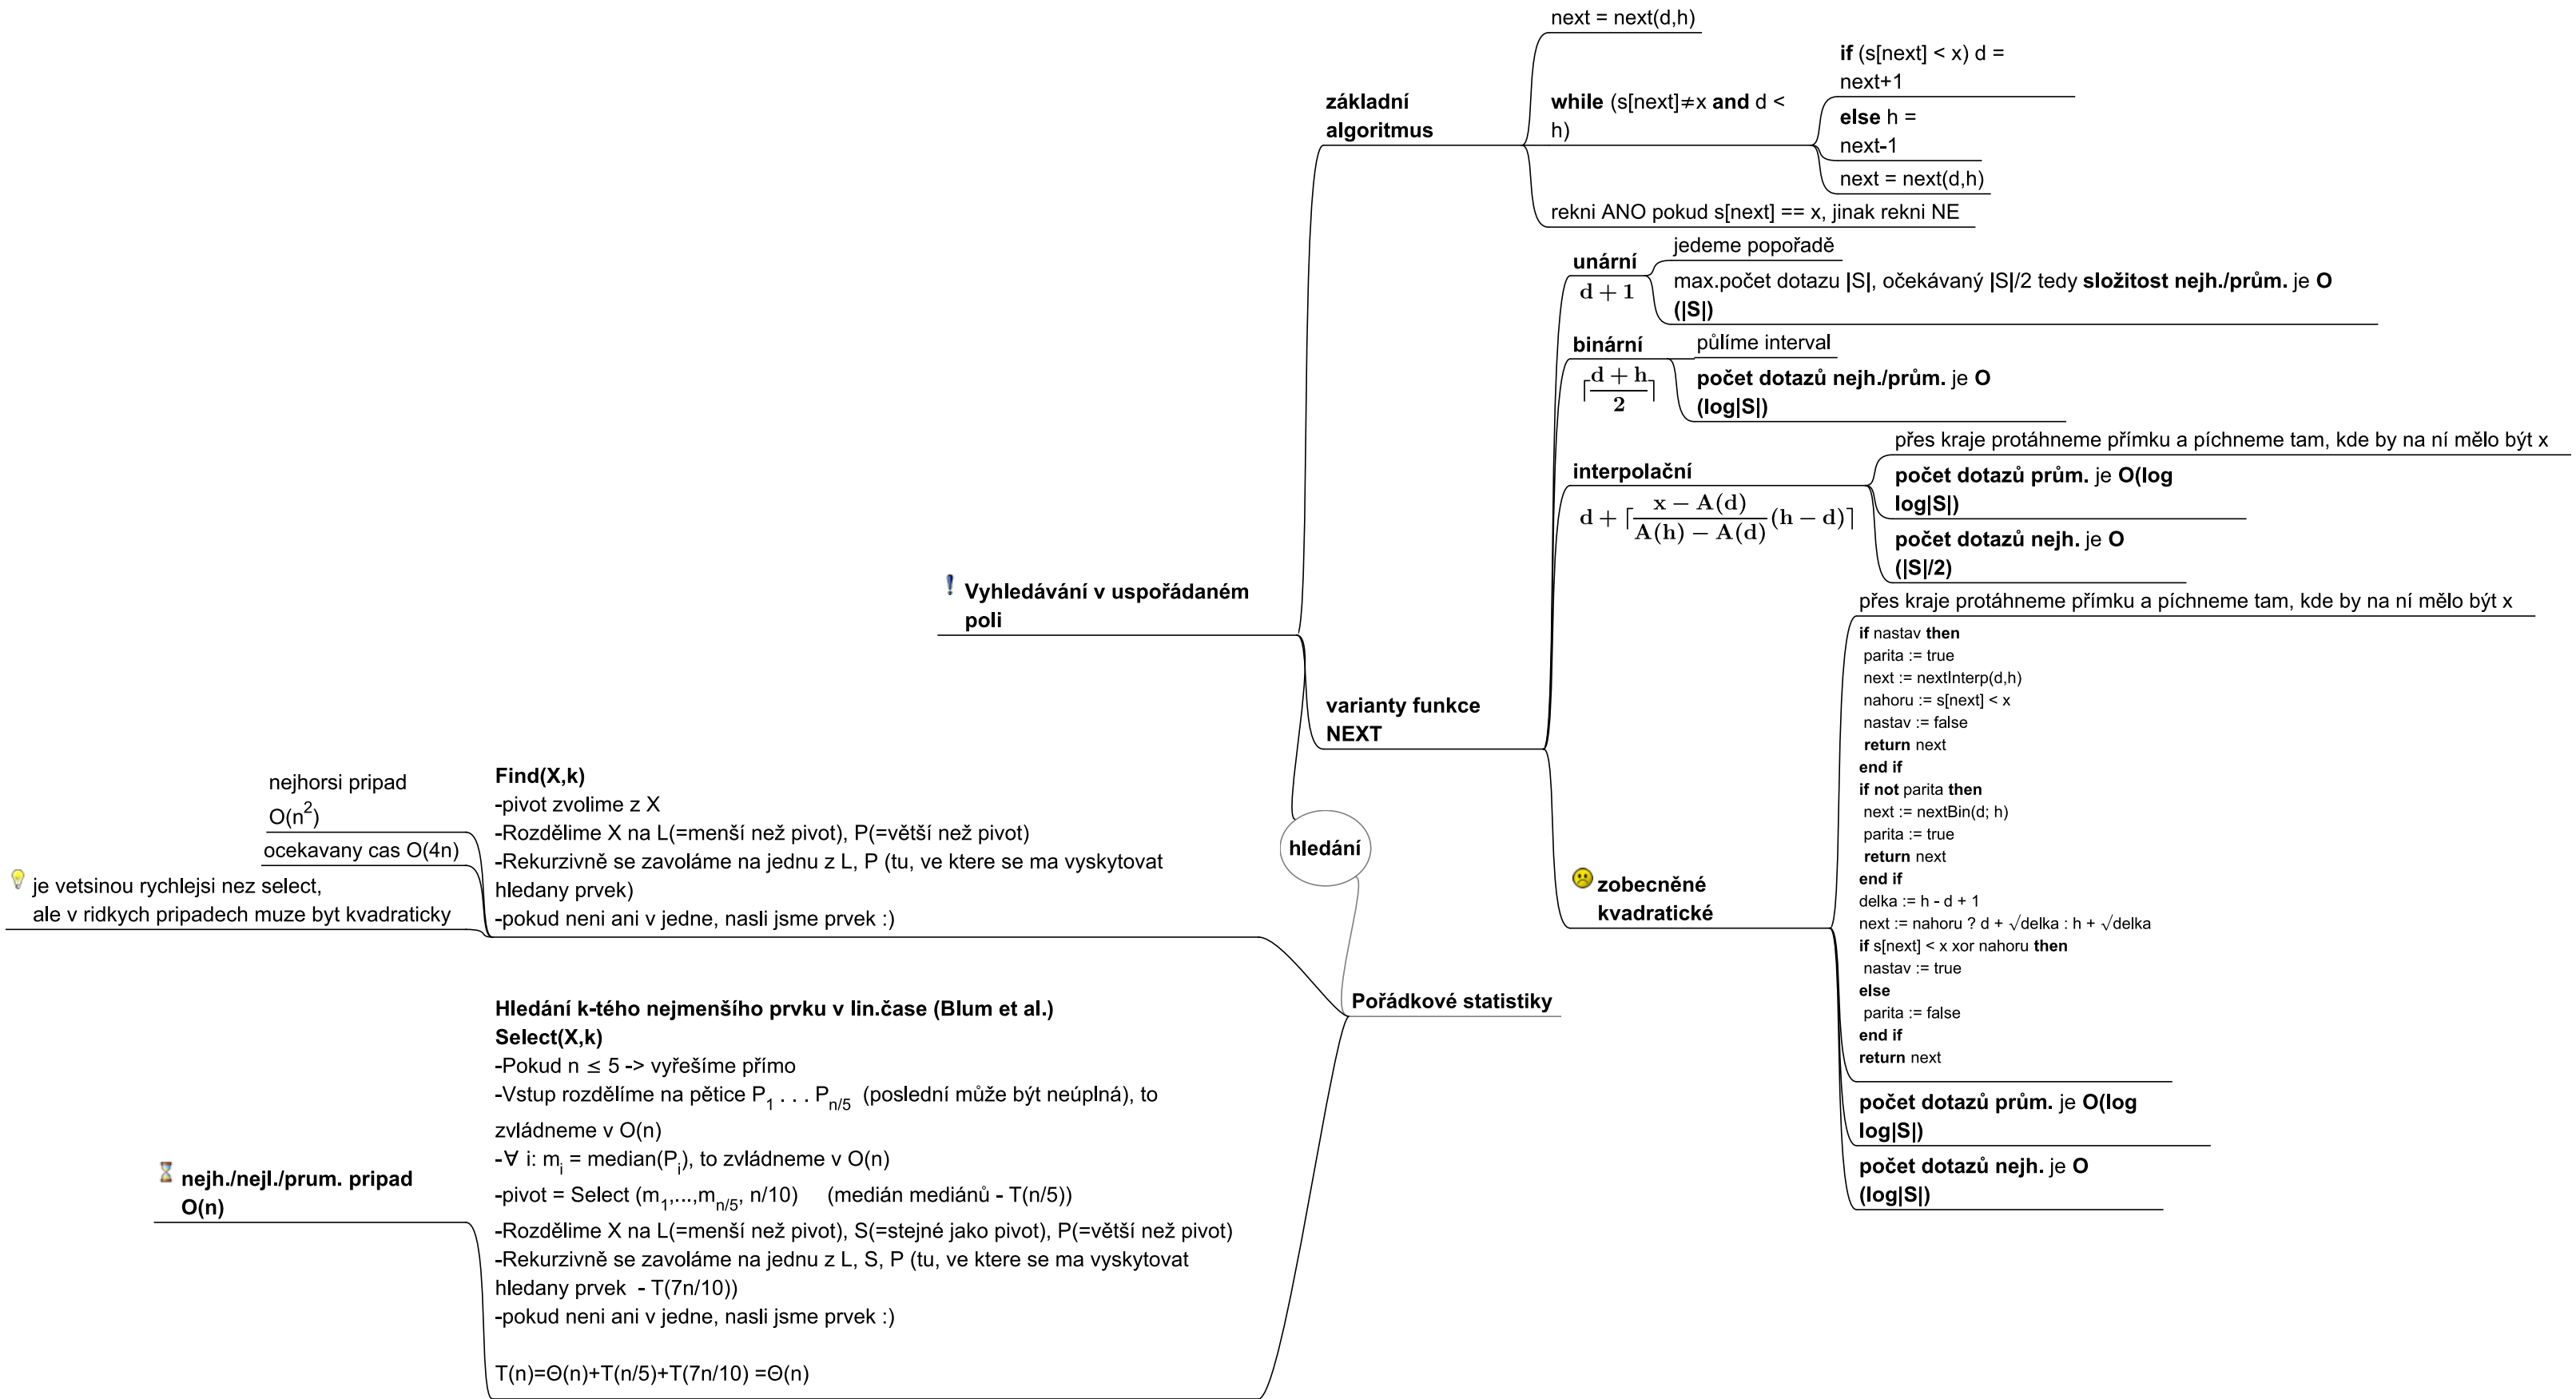 next = next(d,h)
základní
algoritmus
while (s[next]≠x and d <
h)
if (s[next] < x) d =
next+1
else h =
next-1
next = next(d,h)
rekni ANO pokud s[next] == x, jinak rekni NE
unární
d + 1
jedeme popořadě
max.počet dotazu |S|, očekávaný |S|/2 tedy složitost nejh./prům. je O
(|S|)
binární
⌈(d + h)/2⌉
půlíme interval
počet dotazů nejh./prům. je O
(log|S|)
interpolační
d + ⌈(x − A(d))/(A(h) − A(d)) (h − d)⌉
přes kraje protáhneme přímku a píchneme tam, kde by na ní mělo být x
počet dotazů prům. je O(log
log|S|)
počet dotazů nejh. je O
(|S|/2)
Vyhledávání v uspořádaném
poli
varianty funkce
NEXT
zobecněné
kvadratické
přes kraje protáhneme přímku a píchneme tam, kde by na ní mělo být x
if nastav then
parita := true
next := nextInterp(d,h)
nahoru := s[next] < x
nastav := false
return next
end if
if not parita then
next := nextBin(d; h)
parita := true
return next
end if
delka := h - d + 1
next := nahoru ? d + √delka : h + √delka
if s[next] < x xor nahoru then
nastav := true
else
parita := false
end if
return next
počet dotazů prům. je O(log
log|S|)
počet dotazů nejh. je O
(log|S|)
hledání
Pořádkové statistiky
Find(X,k)
-pivot zvolime z X
-Rozdělime X na L(=menší než pivot), P(=větší než pivot)
-Rekurzivně se zavoláme na jednu z L, P (tu, ve ktere se ma vyskytovat
hledany prvek)
-pokud neni ani v jedne, nasli jsme prvek :)
nejhorsi pripad
O(n²)
ocekavany cas O(4n)
je vetsinou rychlejsi nez select,
ale v ridkych pripadech muze byt kvadraticky
Hledání k-tého nejmenšího prvku v lin.čase (Blum et al.)
Select(X,k)
-Pokud n ≤ 5 -> vyřešíme přímo
-Vstup rozdělíme na pětice P_1 . . . P_n/5 (poslední může být neúplná), to
zvládneme v O(n)
-∀ i: m_i = median(P_i), to zvládneme v O(n)
-pivot = Select (m_1,...,m_n/5, n/10) (medián mediánů - T(n/5))
-Rozdělime X na L(=menší než pivot), S(=stejné jako pivot), P(=větší než pivot)
-Rekurzivně se zavoláme na jednu z L, S, P (tu, ve ktere se ma vyskytovat
hledany prvek - T(7n/10))
-pokud neni ani v jedne, nasli jsme prvek :)
T(n)=Θ(n)+T(n/5)+T(7n/10) =Θ(n)
nejh./nejl./prum. pripad
O(n)